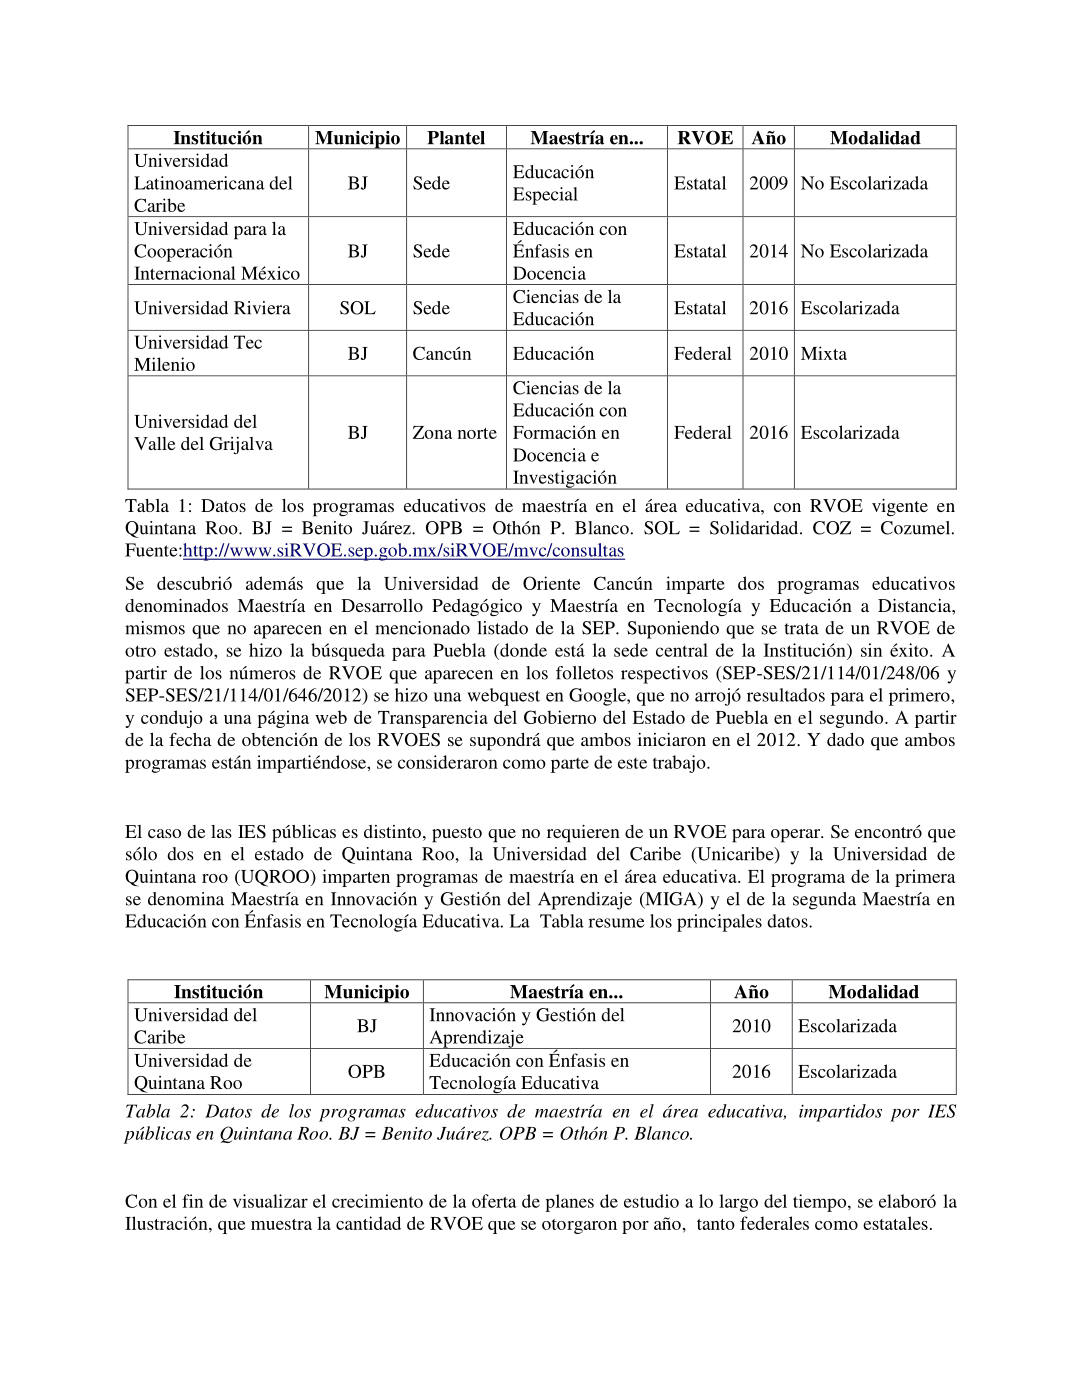 Institución Municipio Plantel Maestría en... RVOE Año Modalidad
Universidad
Latinoamericana del
Caribe
BJ Sede
Educación
Especial
Estatal 2009 No Escolarizada
Universidad para la
Cooperación
Internacional México
BJ Sede
Educación con
Énfasis en
Docencia
Estatal 2014 No Escolarizada
Universidad Riviera SOL Sede
Ciencias de la
Educación
Estatal 2016 Escolarizada
Universidad Tec
Milenio
BJ Cancún Educación Federal 2010 Mixta
Universidad del
Valle del Grijalva
BJ Zona norte
Ciencias de la
Educación con
Formación en
Docencia e
Investigación
Federal 2016 Escolarizada
Tabla 1: Datos de los programas educativos de maestría en el área educativa, con RVOE vigente en
Quintana Roo. BJ = Benito Juárez. OPB = Othón P. Blanco. SOL = Solidaridad. COZ = Cozumel.
Fuente:http://www.siRVOE.sep.gob.mx/siRVOE/mvc/consultas
Se descubrió además que la Universidad de Oriente Cancún imparte dos programas educativos
denominados Maestría en Desarrollo Pedagógico y Maestría en Tecnología y Educación a Distancia,
mismos que no aparecen en el mencionado listado de la SEP. Suponiendo que se trata de un RVOE de
otro estado, se hizo la búsqueda para Puebla (donde está la sede central de la Institución) sin éxito. A
partir de los números de RVOE que aparecen en los folletos respectivos (SEP-SES/21/114/01/248/06 y
SEP-SES/21/114/01/646/2012) se hizo una webquest en Google, que no arrojó resultados para el primero,
y condujo a una página web de Transparencia del Gobierno del Estado de Puebla en el segundo. A partir
de la fecha de obtención de los RVOES se supondrá que ambos iniciaron en el 2012. Y dado que ambos
programas están impartiéndose, se consideraron como parte de este trabajo.
El caso de las IES públicas es distinto, puesto que no requieren de un RVOE para operar. Se encontró que
sólo dos en el estado de Quintana Roo, la Universidad del Caribe (Unicaribe) y la Universidad de
Quintana roo (UQROO) imparten programas de maestría en el área educativa. El programa de la primera
se denomina Maestría en Innovación y Gestión del Aprendizaje (MIGA) y el de la segunda Maestría en
Educación con Énfasis en Tecnología Educativa. La  Tabla resume los principales datos.
Institución Municipio Maestría en... Año Modalidad
Universidad del
Caribe
BJ
Innovación y Gestión del
Aprendizaje
2010 Escolarizada
Universidad de
Quintana Roo
OPB
Educación con Énfasis en
Tecnología Educativa
2016 Escolarizada
Tabla 2: Datos de los programas educativos de maestría en el área educativa, impartidos por IES
públicas en Quintana Roo. BJ = Benito Juárez. OPB = Othón P. Blanco.
Con el fin de visualizar el crecimiento de la oferta de planes de estudio a lo largo del tiempo, se elaboró la
Ilustración, que muestra la cantidad de RVOE que se otorgaron por año,  tanto federales como estatales.